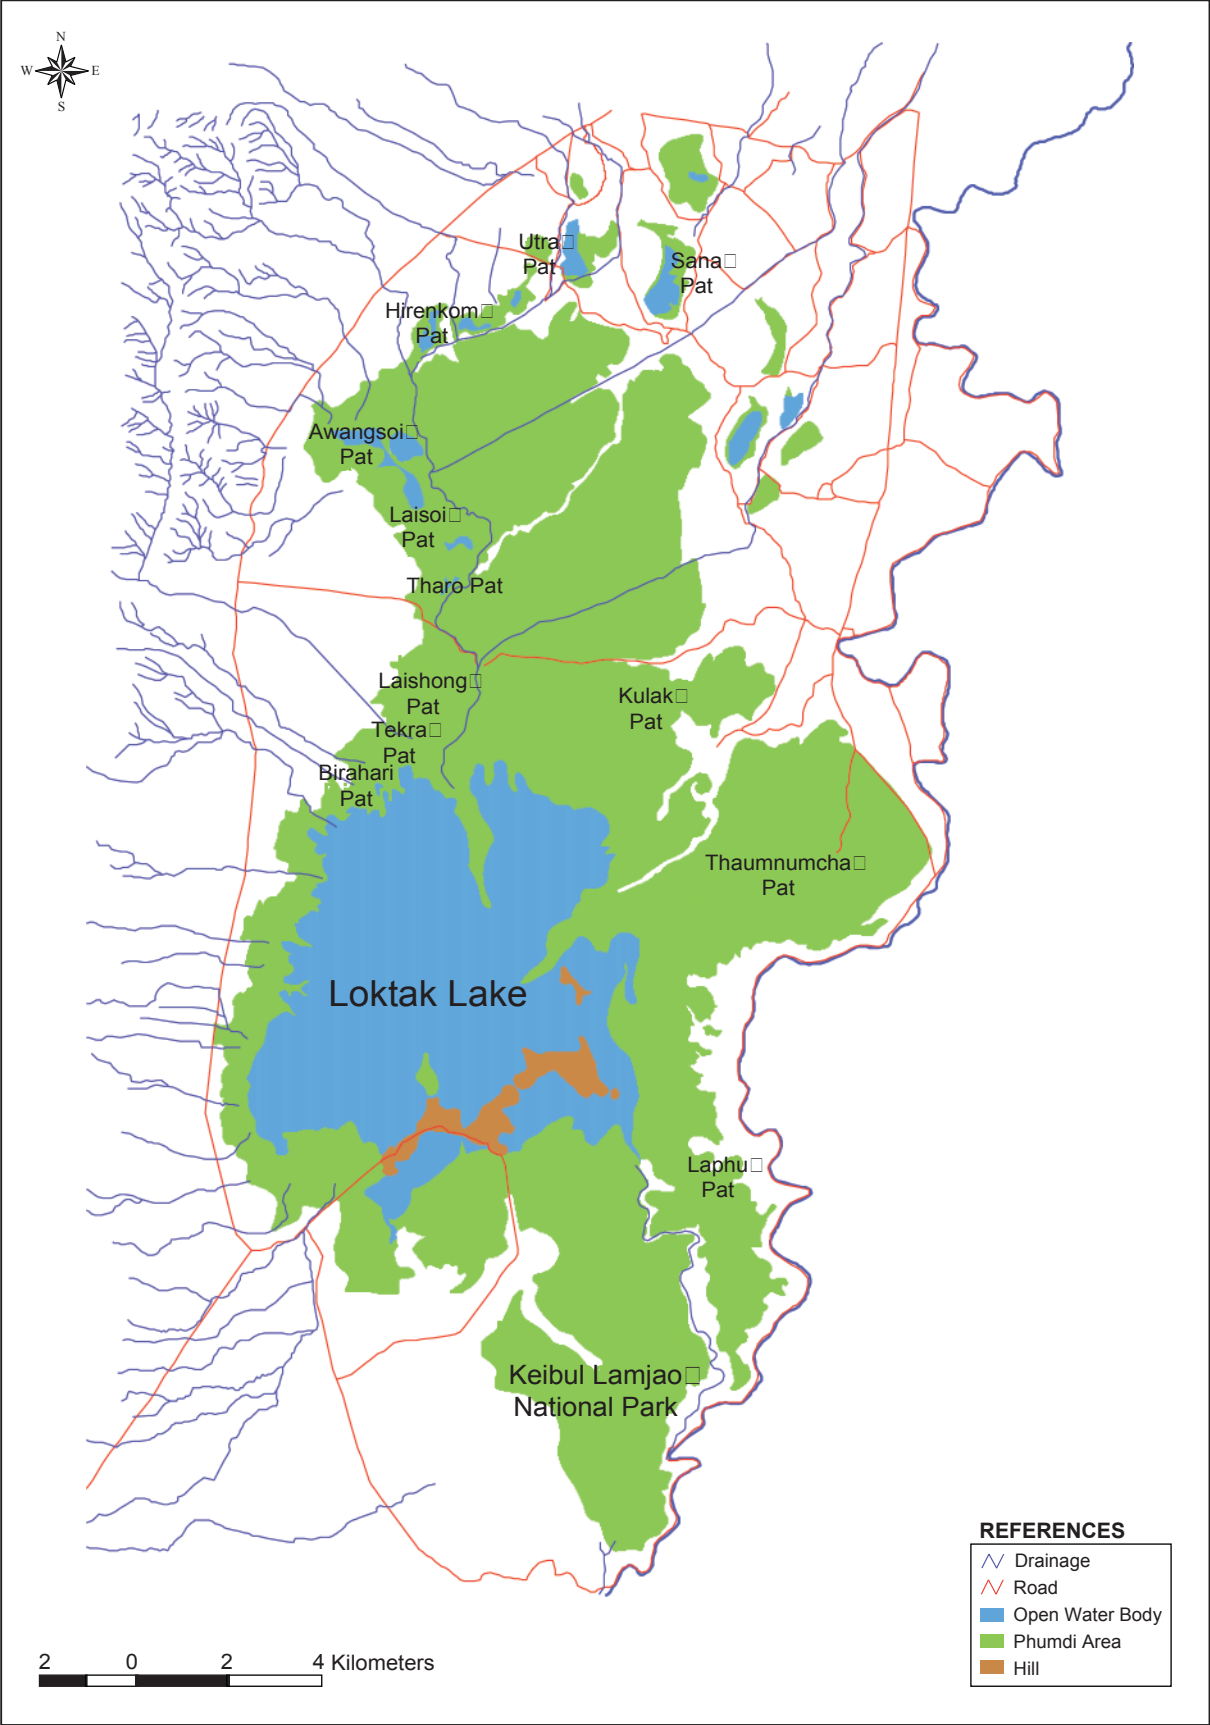 N
W E
S
Utra
Pat
Sana
Pat
Hirenkom
Pat
Awangsoi
Pat
Laisoi
Pat
Tharo Pat
Laishong
Pat
Kulak
Pat
Tekra
Pat
Birahari
Pat
Thaumnumcha
Pat
Loktak Lake
Laphu
Pat
Keibul Lamjao
National Park
REFERENCES
Drainage
Road
Open Water Body
Phumdi Area
Hill
2 0 2 4 Kilometers